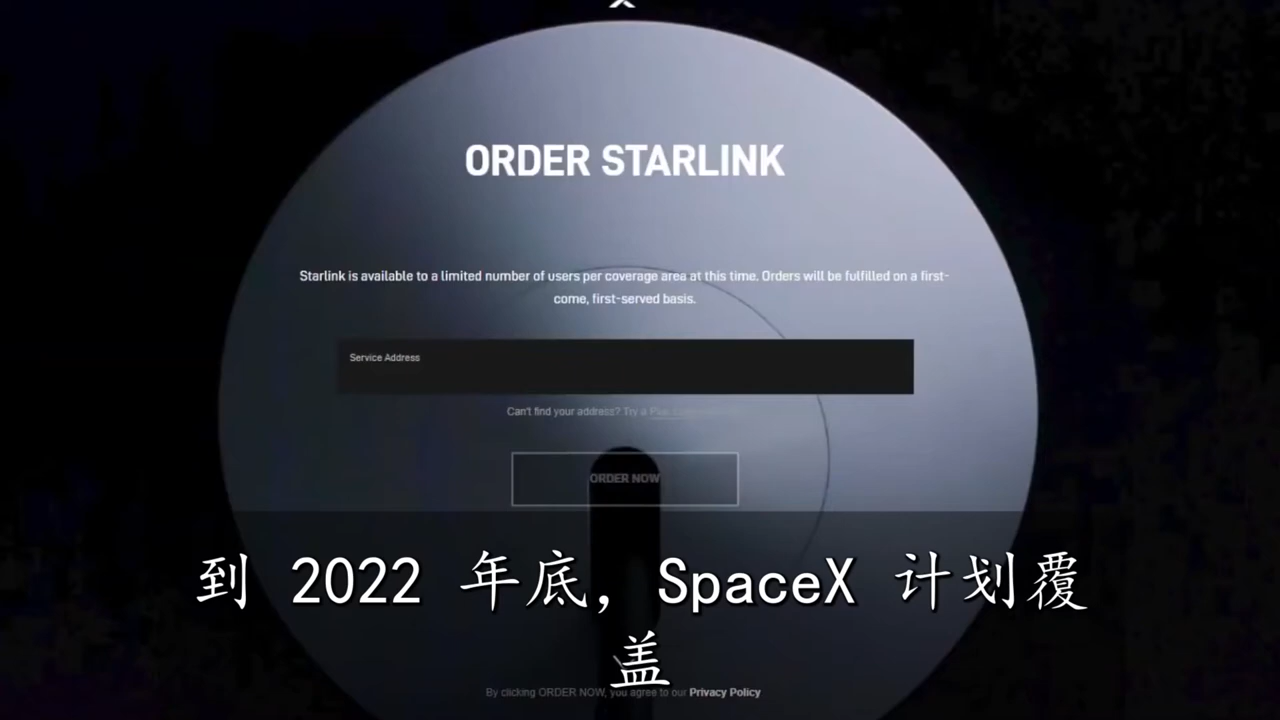 ORDER STARLINK
Starlink is available to a limited number of users per coverage area at this time. Orders will be fulfilled on a first-
come, first-served basis.
Service Address
Can't find your address? Try a
ORDER NOW
到 2022 年底，SpaceX 计划覆
盖
By clicking ORDER NOW, you agree to our Privacy Policy